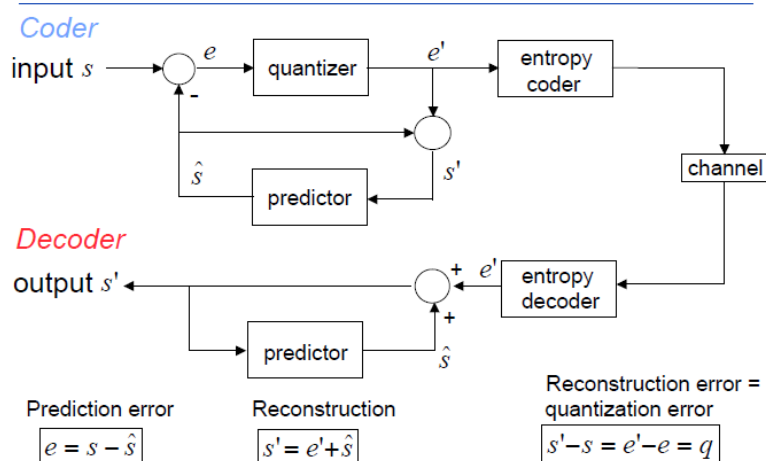 Coder
input s
e
quantizer
e'
entropy
coder
-
ŝ
s'
predictor
channel
Decoder
output s'
+
e'
entropy
decoder
+
predictor
ŝ
Prediction error
e = s − ŝ
Reconstruction
s' = e'+ŝ
Reconstruction error =
quantization error
s'−s = e'−e = q